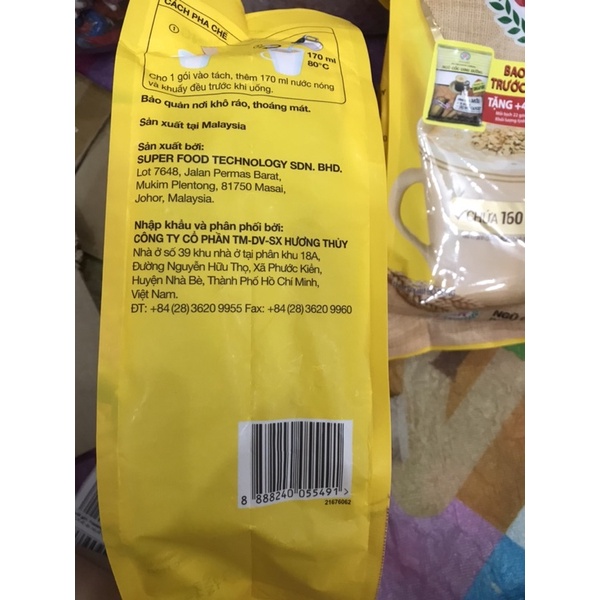 CÁCH PHA CHẾ
170 ml
80°C
Cho 1 gói vào tách, thêm 170 ml nước nóng
và khuấy đều trước khi uống.
Bảo quản nơi khô ráo, thoáng mát.
Sản xuất tại Malaysia
Sản xuất bởi:
SUPER FOOD TECHNOLOGY SDN. BHD.
Lot 7648, Jalan Permas Barat,
Mukim Plentong, 81750 Masai,
Johor, Malaysia.
Nhập khẩu và phân phối bởi:
CÔNG TY CỔ PHẦN TM-DV-SX HƯƠNG THỦY
Nhà ở số 39 khu nhà ở tại phân khu 18A,
Đường Nguyễn Hữu Thọ, Xã Phước Kiển,
Huyện Nhà Bè, Thành Phố Hồ Chí Minh,
Việt Nam.
ĐT: +84 (28) 3620 9955 Fax: +84 (28) 3620 9960
8 888240 055491 >
21676062
BAO
TRƯỚC
TẶNG +4
CHỨA 160